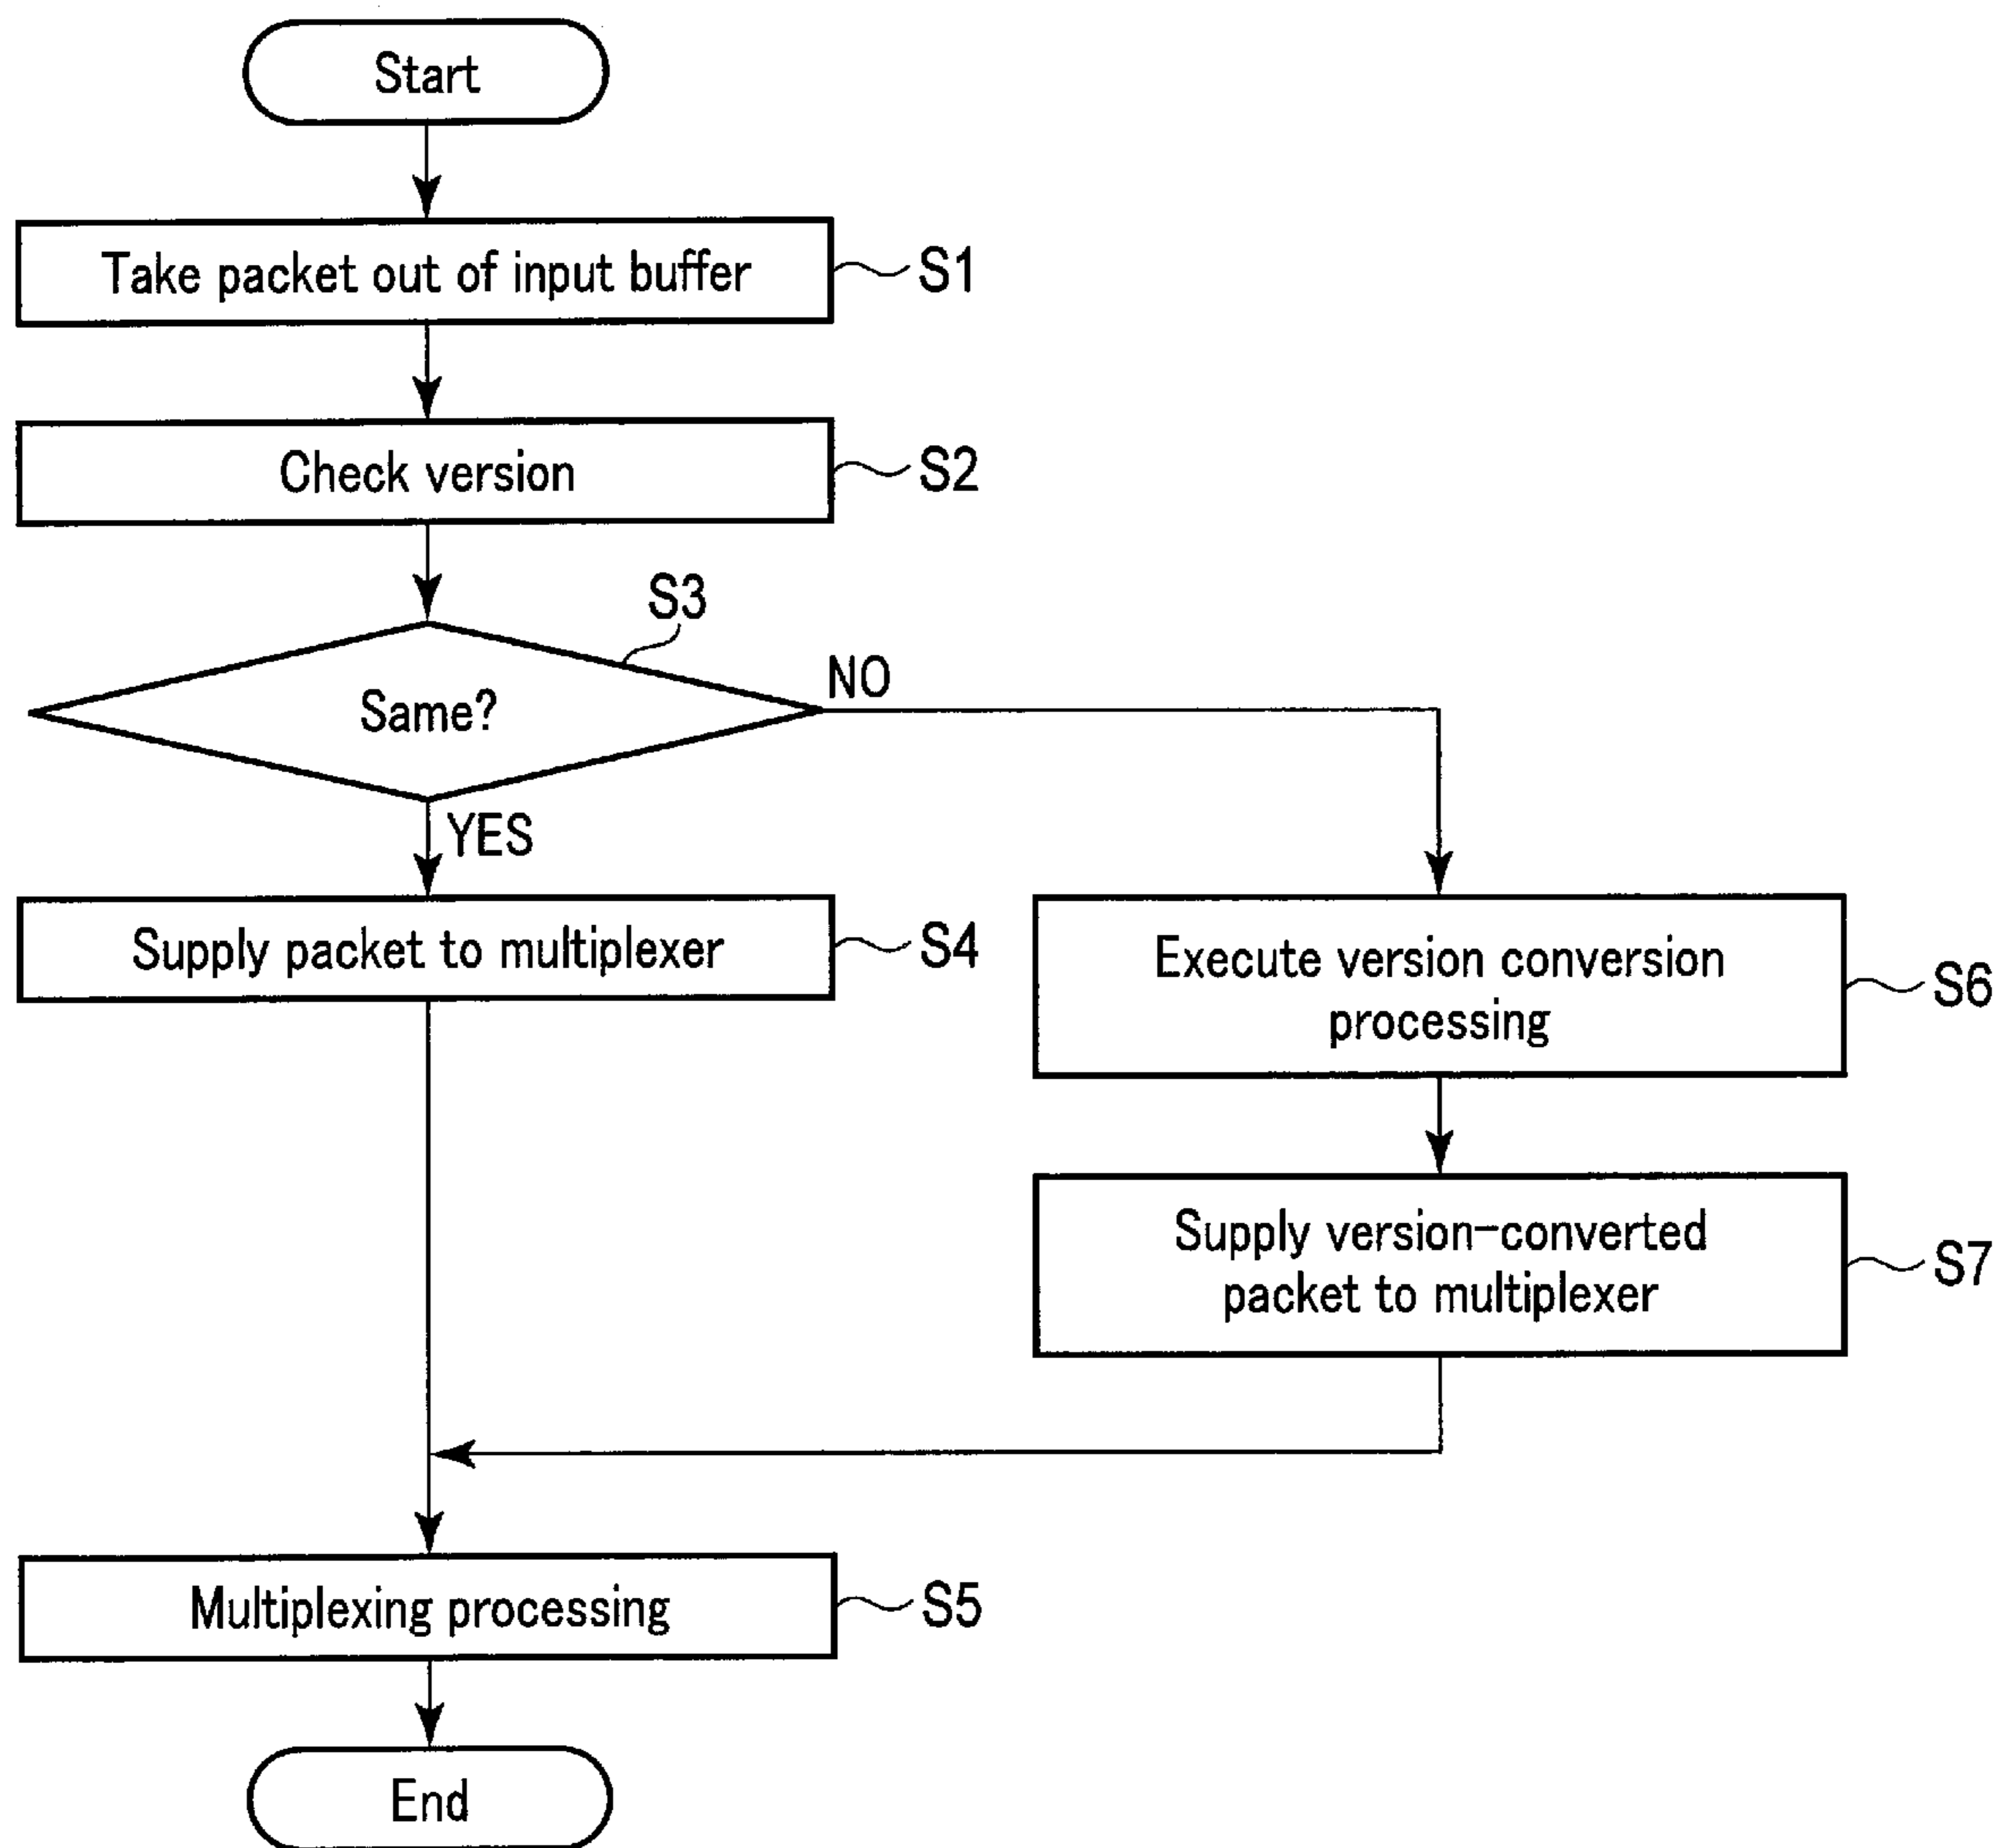 Start
Take packet out of input buffer
S1
Check version
S2
S3
Same?
NO
YES
Supply packet to multiplexer
S4
Execute version conversion
processing
S6
Supply version-converted
packet to multiplexer
S7
Multiplexing processing
S5
End